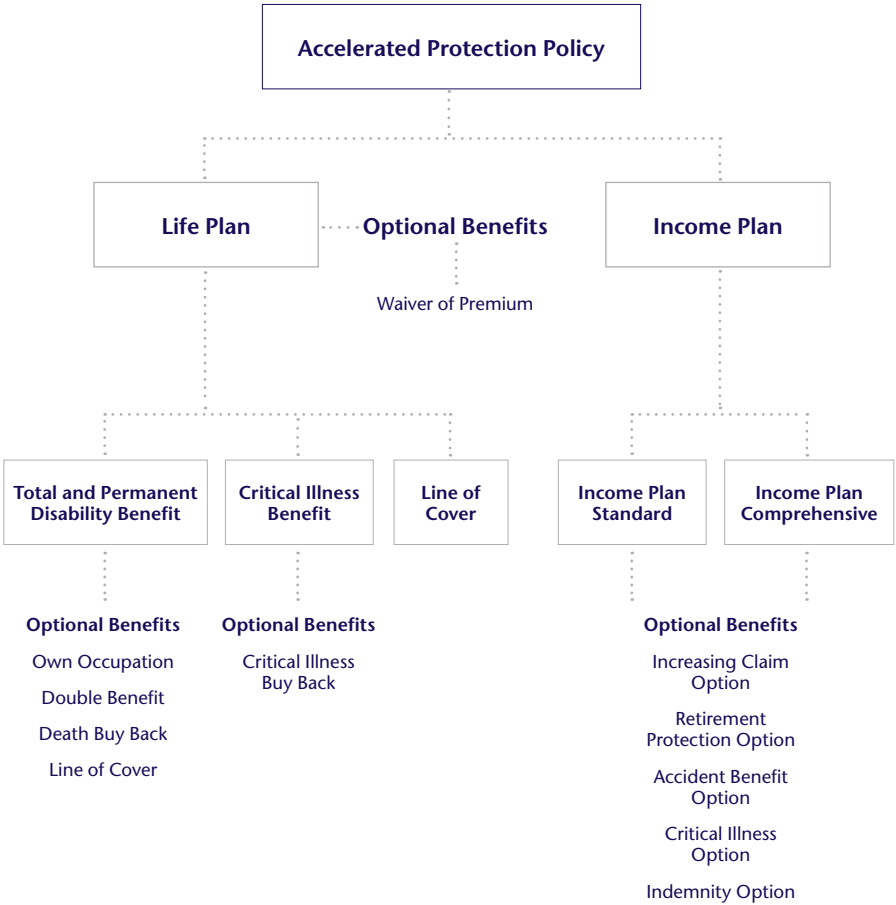 Accelerated Protection Policy
Life Plan
Optional Benefits
Income Plan
Waiver of Premium
Total and Permanent
Disability Benefit
Critical Illness
Benefit
Line of
Cover
Income Plan
Standard
Income Plan
Comprehensive
Optional Benefits
Own Occupation
Double Benefit
Death Buy Back
Line of Cover
Optional Benefits
Critical Illness
Buy Back
Optional Benefits
Increasing Claim
Option
Retirement
Protection Option
Accident Benefit
Option
Critical Illness
Option
Indemnity Option